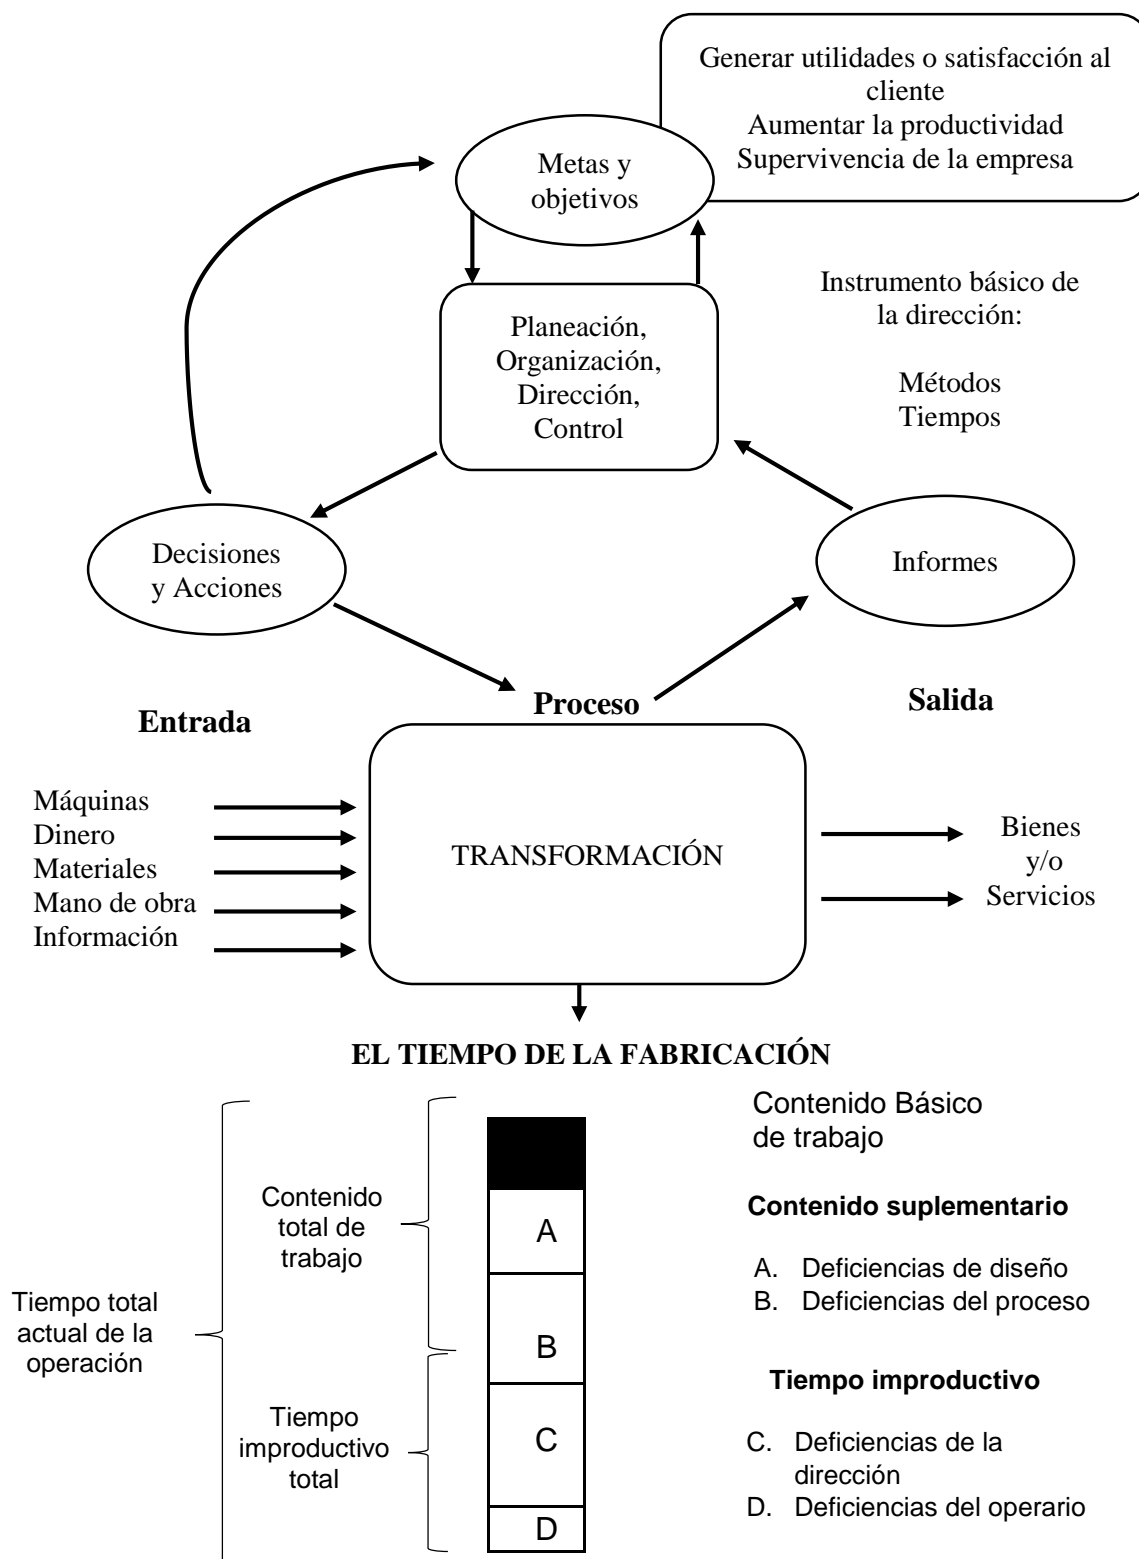 Generar utilidades o satisfacción al
cliente
Aumentar la productividad
Supervivencia de la empresa
Metas y
objetivos
Instrumento básico de
la dirección:
Métodos
Tiempos
Planeación,
Organización,
Dirección,
Control
Decisiones
y Acciones
Informes
Entrada
Proceso
Salida
Máquinas
Dinero
Materiales
Mano de obra
Información
TRANSFORMACIÓN
Bienes
y/o
Servicios
EL TIEMPO DE LA FABRICACIÓN
Tiempo total
actual de la
operación
Contenido
total de
trabajo
Tiempo
improductivo
total
A
B
C
D
Contenido Básico
de trabajo
Contenido suplementario
A. Deficiencias de diseño
B. Deficiencias del proceso
Tiempo improductivo
C. Deficiencias de la
dirección
D. Deficiencias del operario